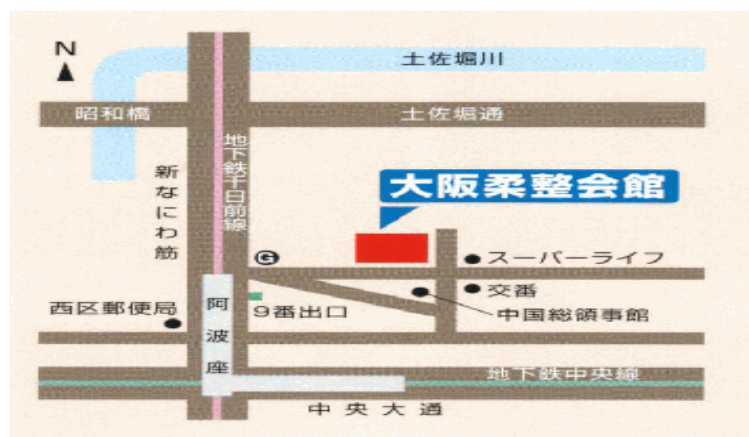 N
土佐堀川
昭和橋
土佐堀通
地下鉄千日前線
新なにわ筋
大阪柔整会館
G
スーパーライフ
交番
9番出口
中国総領事館
阿波座
西区郵便局
地下鉄中央線
中央大通